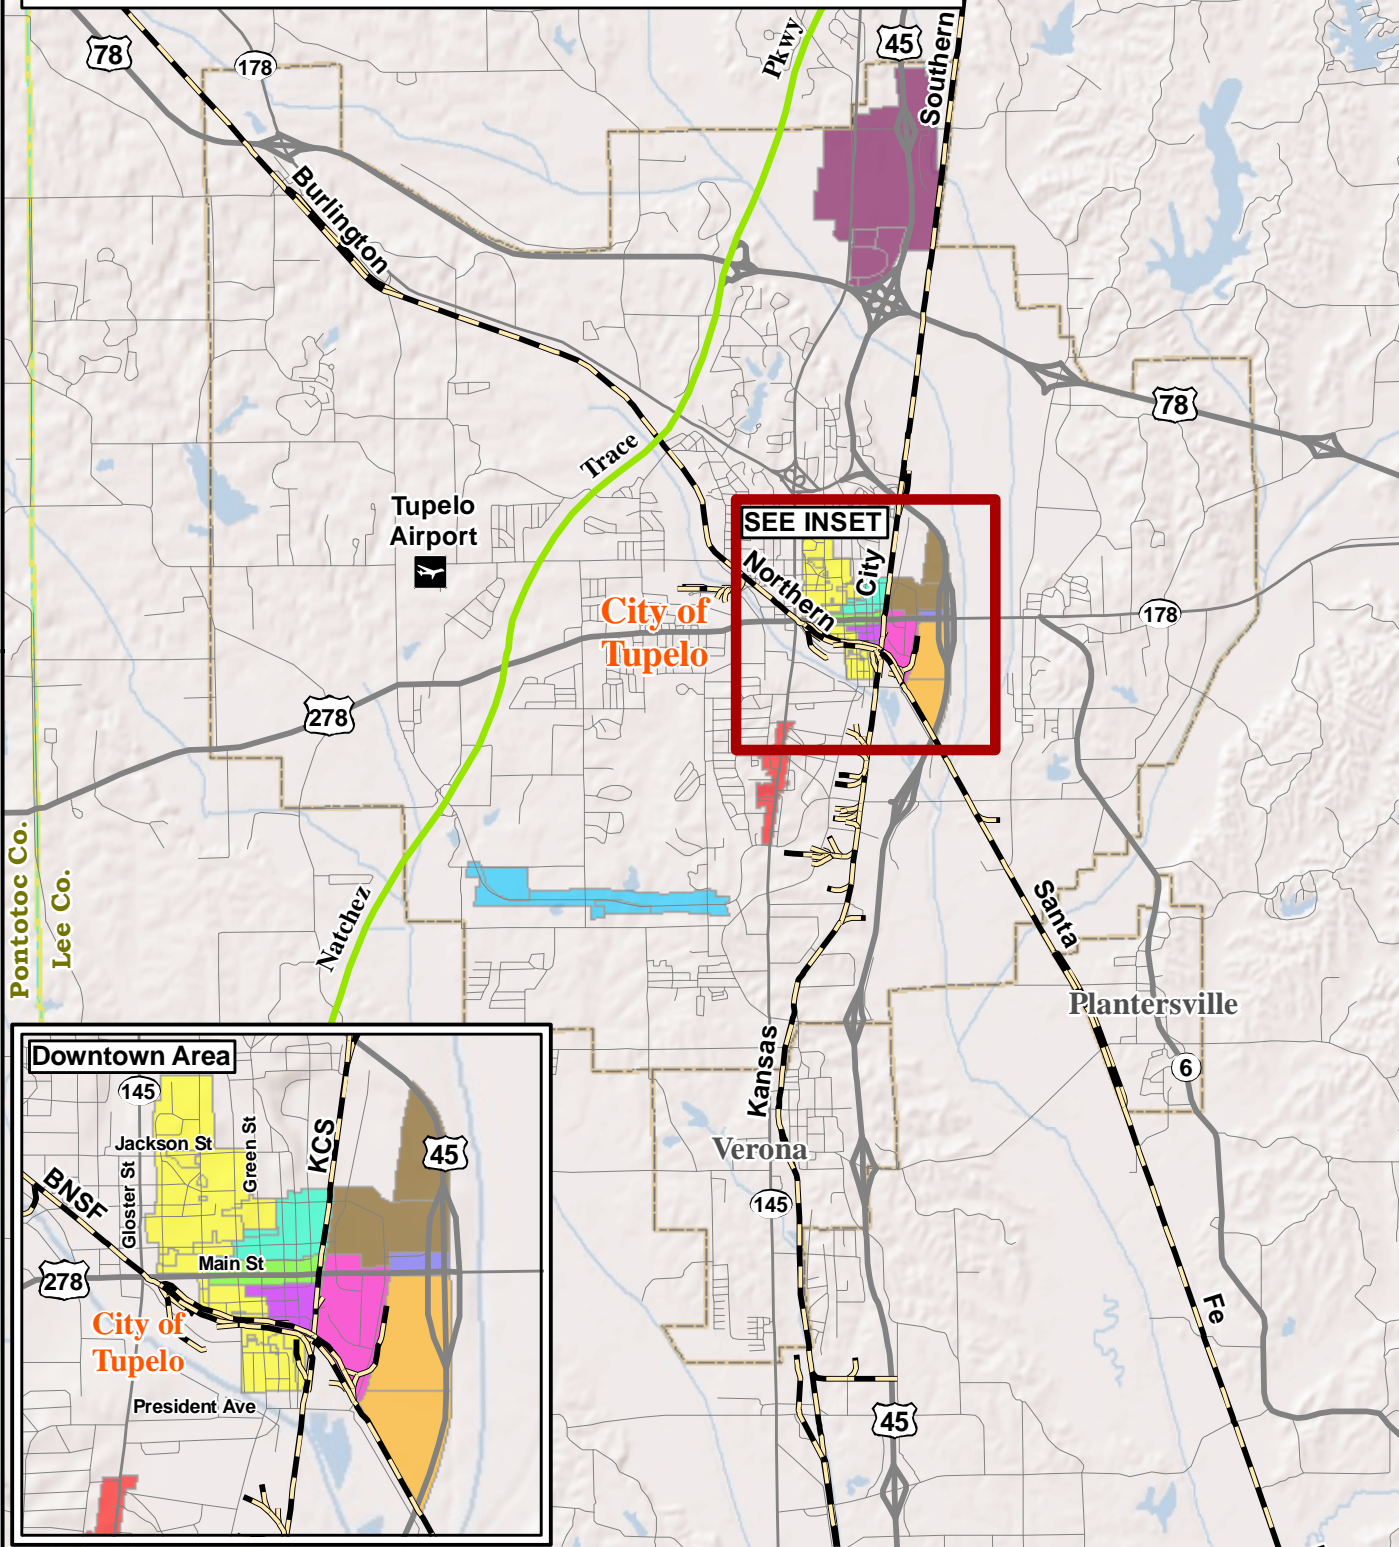 78
178
Pkwy
45
Southern
Burlington
78
Trace
Tupelo
Airport
SEE INSET
Northern
City
City of
Tupelo
178
278
Pontotoc Co.
Lee Co.
Natchez
Santa
Plantersville
6
Kansas
Verona
145
Fe
45
Downtown Area
145
Jackson St
Green St
KCS
45
BNSF
Gloster St
Main St
278
City of
Tupelo
President Ave